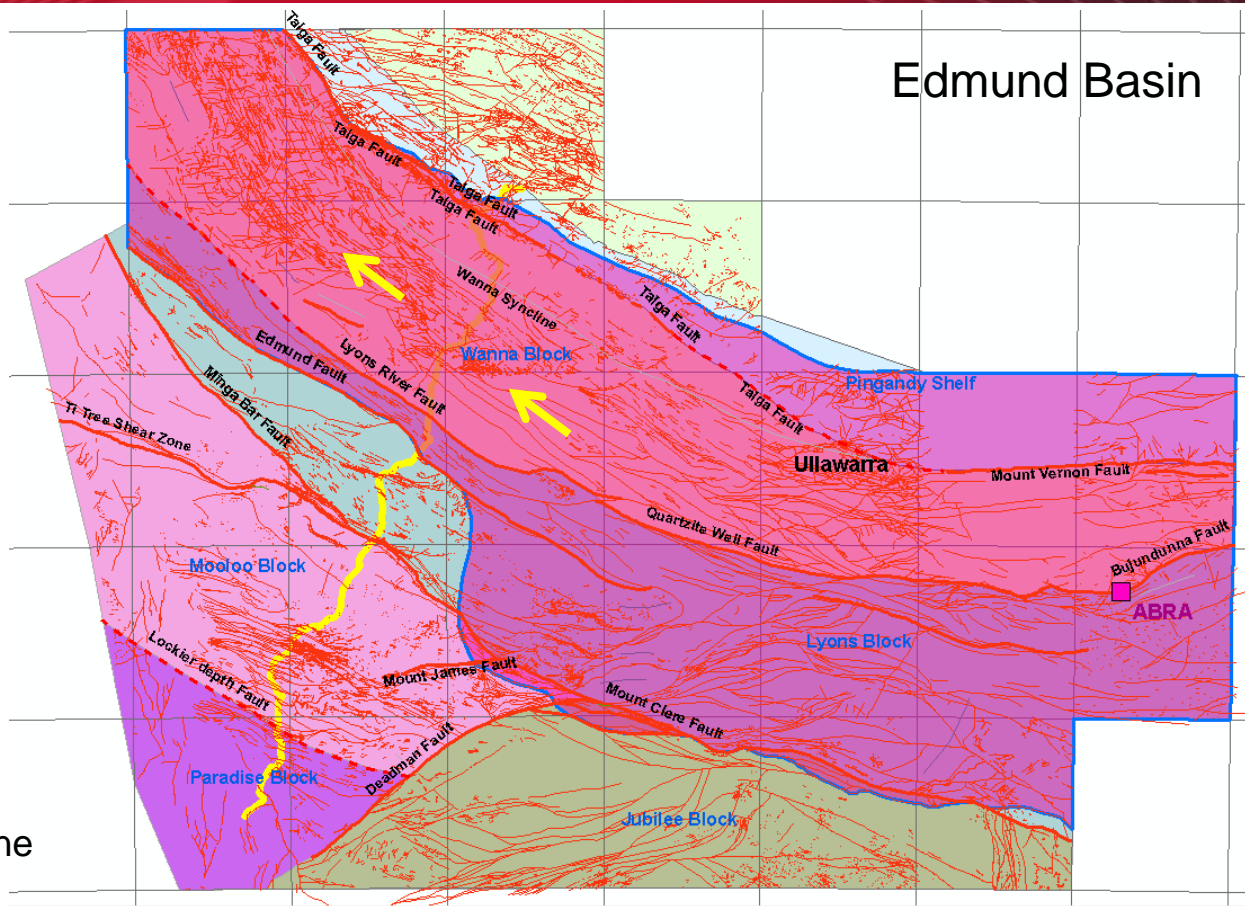 Edmund Basin
Talga Fault
Talga Fault
Talga Fault
Talga Fault
Wanna Syncline
Talga Fault
Wanna Block
Edmund Fault
Lyons River Fault
Pingandy Shelf
Minga Bar Fault
Talga Fault
Ti Tree Shear Zone
Ullawarra
Mount Vernon Fault
Quartzite Well Fault
Bujundunna Fault
Mooloo Block
ABRA
Lyons Block
Lockier depth Fault
Mount James Fault
Mount Clere Fault
Deadman Fault
Paradise Block
Jubilee Block
ne